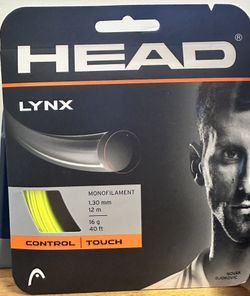 HEAD
LYNX
MONOFILAMENT
1.30 mm
12 m
16 g
40 ft
CONTROL TOUCH
NOVAK
DJOKOVIC